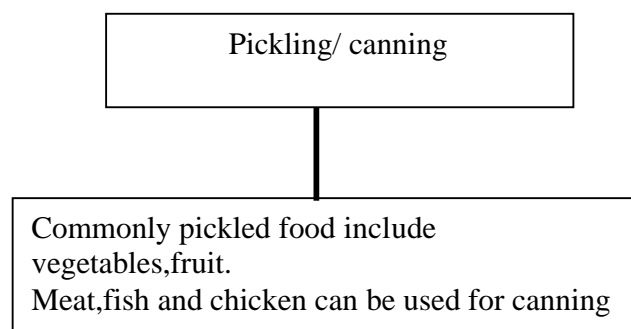 Pickling/ canning
Commonly pickled food include
vegetables,fruit.
Meat,fish and chicken can be used for canning